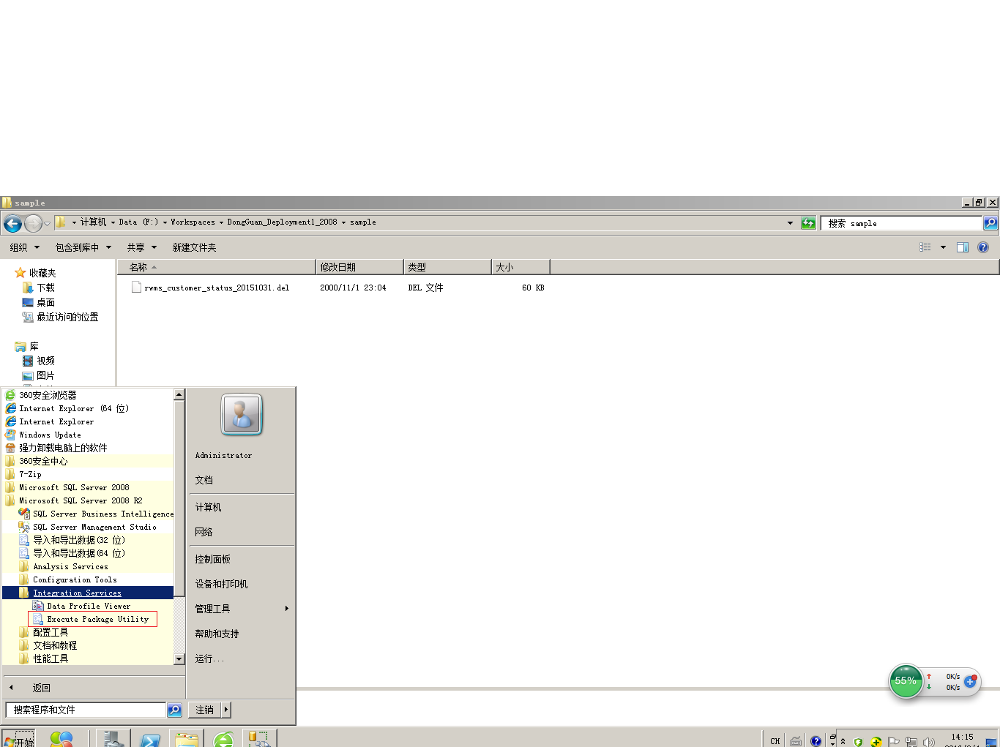 sample
计算机 Data (F:) Workspaces DongGuan_Deployment1_2008 sample
搜索 sample
组织 包含到库中 共享 新建文件夹
名称 修改日期 类型 大小
rwms_customer_status_20151031.del 2000/11/1 23:04 DEL 文件 60 KB
收藏夹
下载
桌面
最近访问的位置
库
视频
图片
360安全浏览器
Internet Explorer (64 位)
Internet Explorer
Windows Update
强力卸载电脑上的软件
360安全中心
7-Zip
Microsoft SQL Server 2008
Microsoft SQL Server 2008 R2
SQL Server Business Intelligence
SQL Server Management Studio
导入和导出数据(32 位)
导入和导出数据(64 位)
Analysis Services
Configuration Tools
Integration Services
Data Profile Viewer
Execute Package Utility
配置工具
文档和教程
性能工具
返回
搜索程序和文件
Administrator
文档
计算机
网络
控制面板
设备和打印机
管理工具
帮助和支持
运行...
注销
55%
0K/s
0K/s
开始
CH
14:15